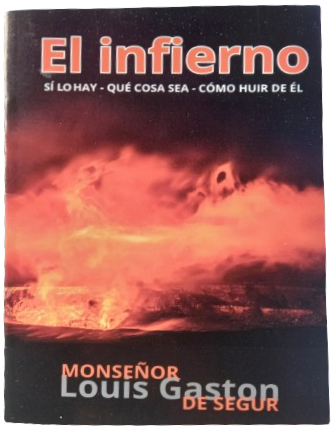 El infierno
SÍ LO HAY - QUÉ COSA SEA - CÓMO HUIR DE ÉL
MONSEÑOR
Louis Gaston
DE SEGUR